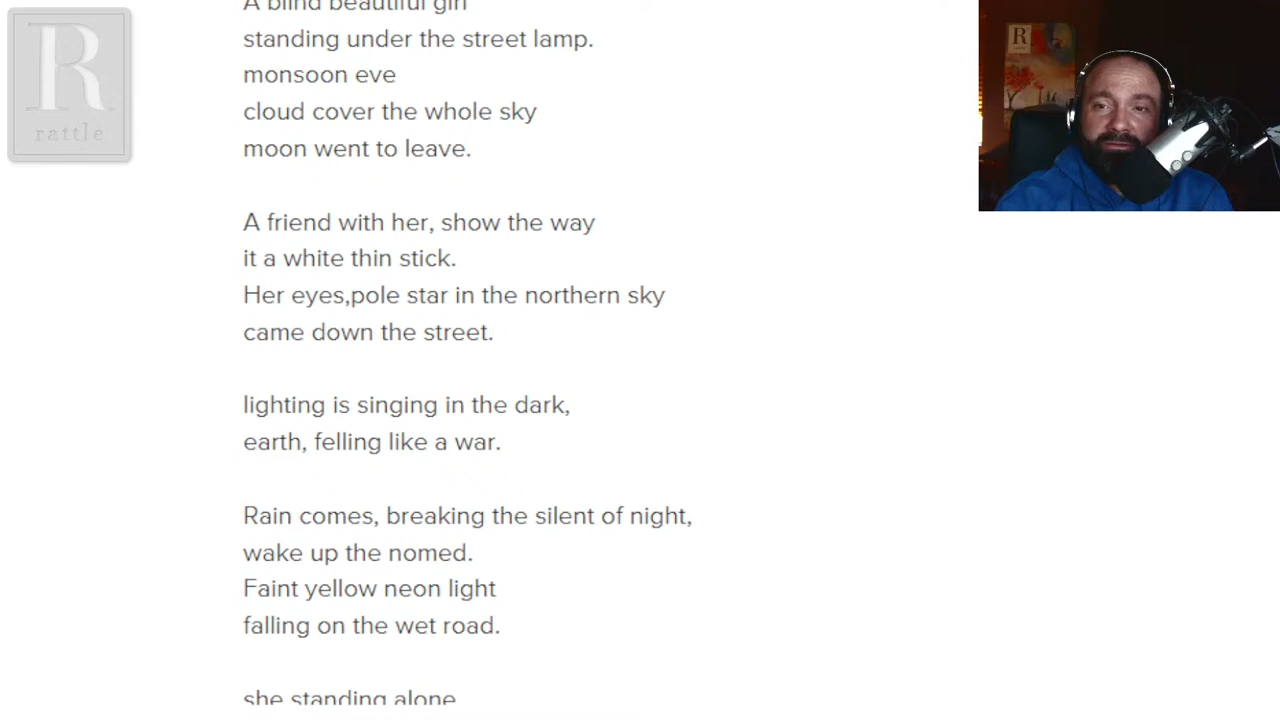 R
rattle
A blind beautiful girl
standing under the street lamp.
monsoon eve
cloud cover the whole sky
moon went to leave.
A friend with her, show the way
it a white thin stick.
Her eyes,pole star in the northern sky
came down the street.
lighting is singing in the dark,
earth, felling like a war.
Rain comes, breaking the silent of night,
wake up the nomed.
Faint yellow neon light
falling on the wet road.
she standing alone
R